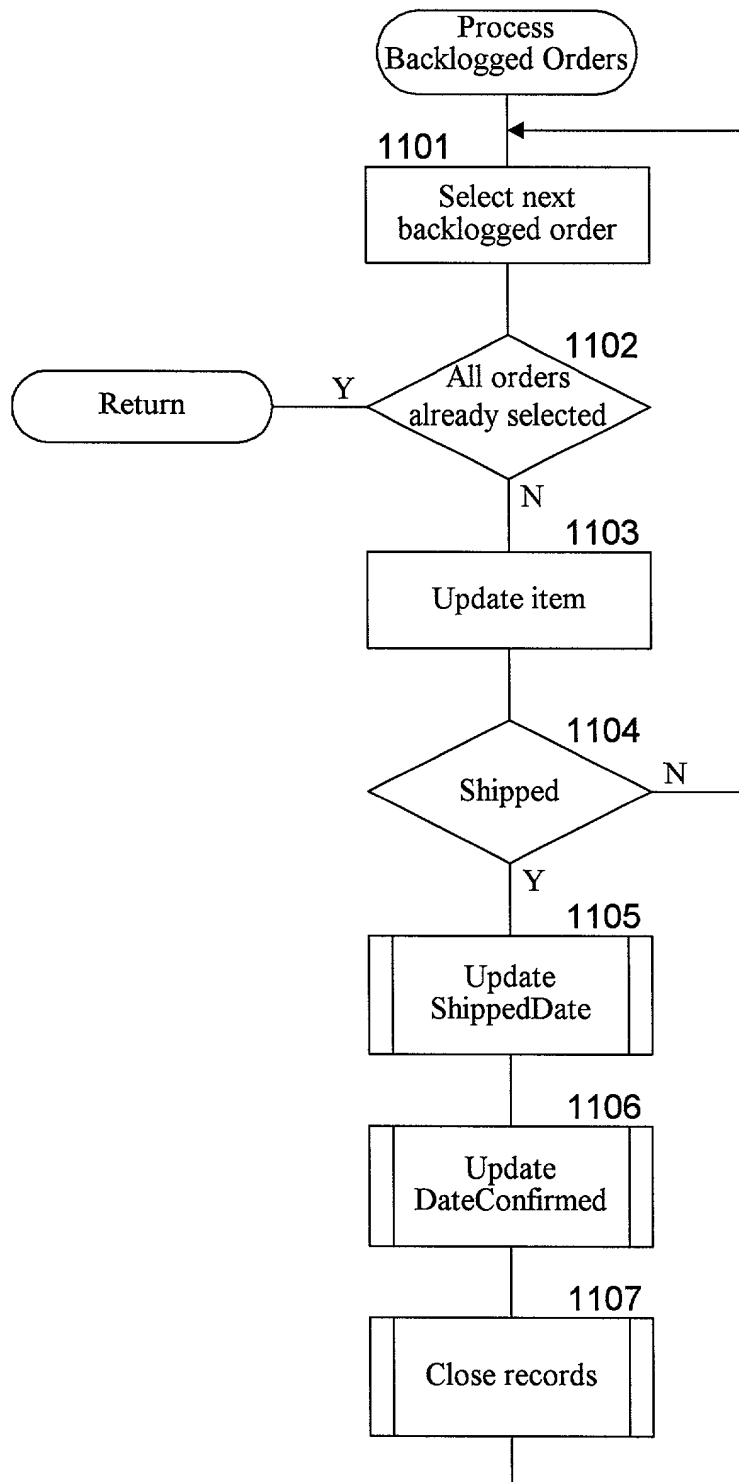 Process
Backlogged Orders
1101
Select next
backlogged order
1102
All orders
already selected
Y
Return
N
1103
Update item
1104
Shipped
N
Y
1105
Update
ShippedDate
1106
Update
DateConfirmed
1107
Close records